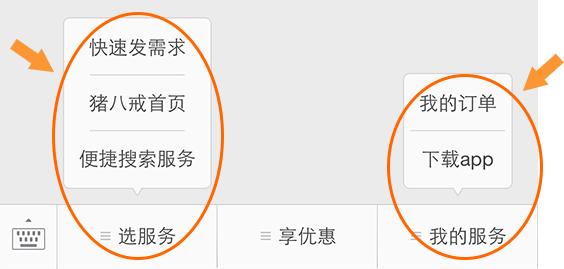 快速发需求
猪八戒首页
便捷搜索服务
我的订单
下载app
选服务
享优惠
我的服务